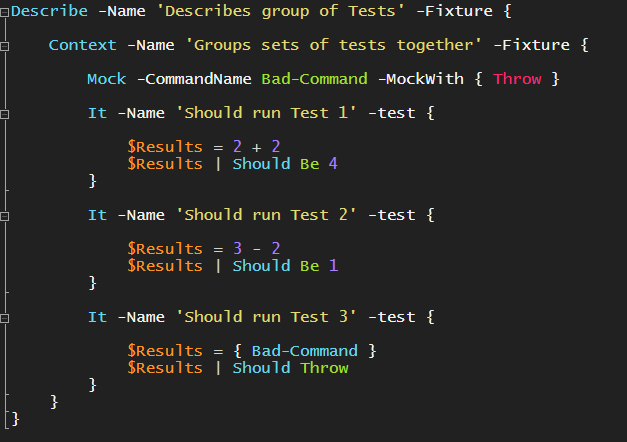 Describe -Name 'Describes group of Tests' -Fixture {
Context -Name 'Groups sets of tests together' -Fixture {
Mock -CommandName Bad-Command -MockWith { Throw }
It -Name 'Should run Test 1' -test {
$Results = 2 + 2
$Results | Should Be 4
}
It -Name 'Should run Test 2' -test {
$Results = 3 - 2
$Results | Should Be 1
}
It -Name 'Should run Test 3' -test {
$Results = { Bad-Command }
$Results | Should Throw
}
}
}